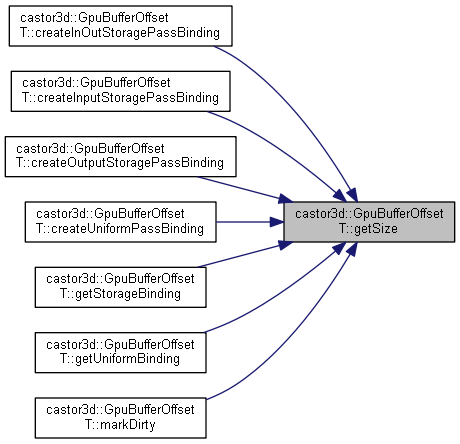 castor3d::GpuBufferOffset
T::createInOutStoragePassBinding
castor3d::GpuBufferOffset
T::createInputStoragePassBinding
castor3d::GpuBufferOffset
T::createOutputStoragePassBinding
castor3d::GpuBufferOffset
T::createUniformPassBinding
castor3d::GpuBufferOffset
T::getSize
castor3d::GpuBufferOffset
T::getStorageBinding
castor3d::GpuBufferOffset
T::getUniformBinding
castor3d::GpuBufferOffset
T::markDirty